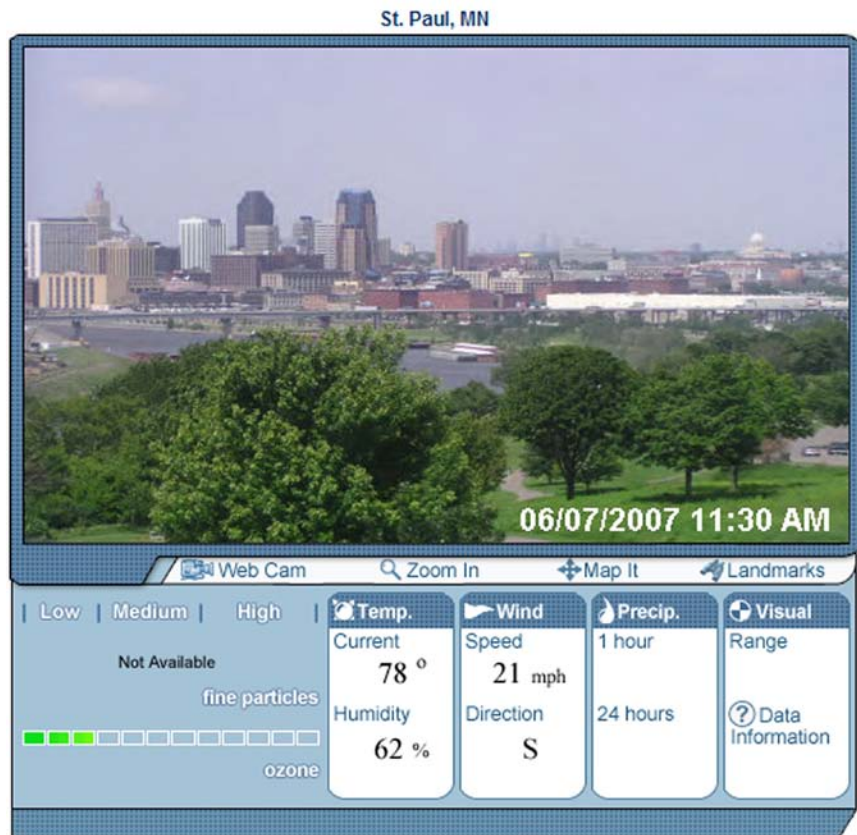 St. Paul, MN
06/07/2007 11:30 AM
Web Cam Zoom In Map It Landmarks
| Low | Medium | High |
Not Available
fine particles
ozone
Temp.
Current
78 °
Humidity
62 %
Wind
Speed
21 mph
Direction
S
Precip.
1 hour
24 hours
Visual
Range
? Data
Information